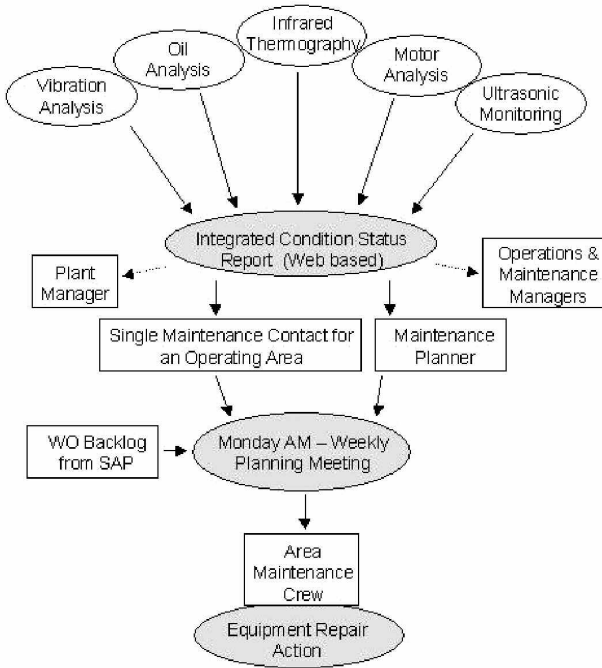 Infrared
Thermography
Oil
Analysis
Motor
Analysis
Vibration
Analysis
Ultrasonic
Monitoring
Integrated Condition Status
Report (Web based)
Plant
Manager
Operations &
Maintenance
Managers
Single Maintenance Contact for
an Operating Area
Maintenance
Planner
WO Backlog
from SAP
Monday AM – Weekly
Planning Meeting
Area
Maintenance
Crew
Equipment Repair
Action